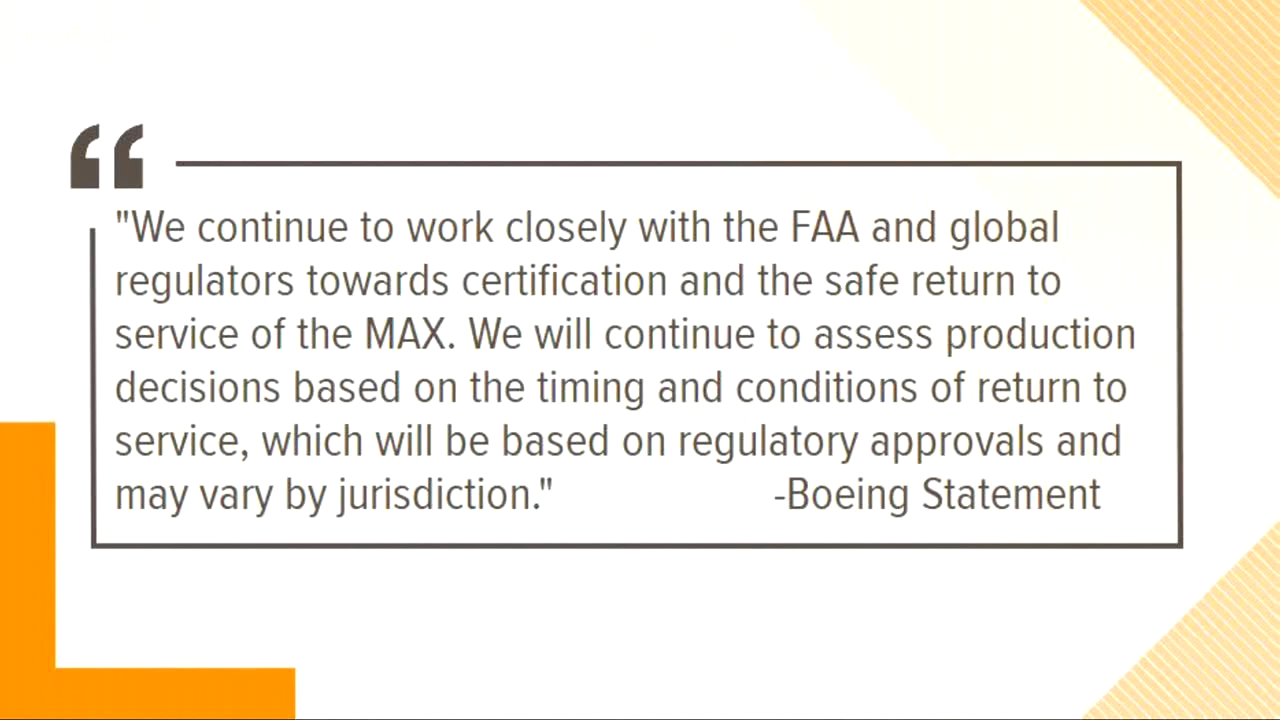 "We continue to work closely with the FAA and global
regulators towards certification and the safe return to
service of the MAX. We will continue to assess production
decisions based on the timing and conditions of return to
service, which will be based on regulatory approvals and
may vary by jurisdiction." -Boeing Statement